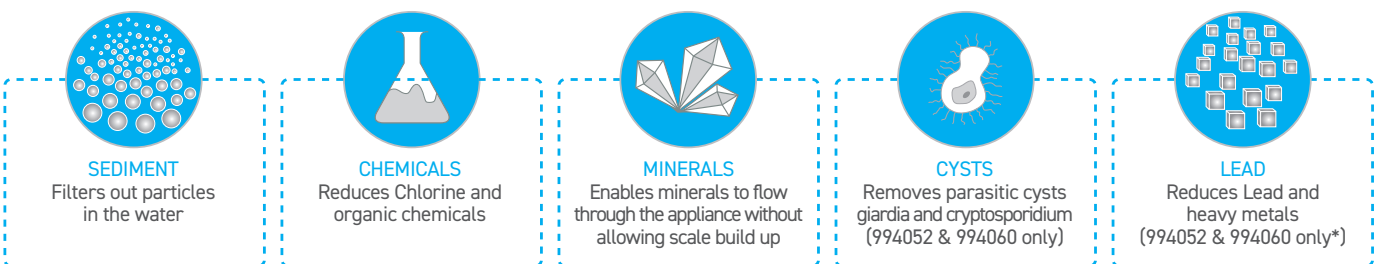 SEDIMENT
Filters out particles
in the water
CHEMICALS
Reduces Chlorine and
organic chemicals
MINERALS
Enables minerals to flow
through the appliance without
allowing scale build up
CYSTS
Removes parasitic cysts
giardia and cryptosporidium
(994052 & 994060 only)
LEAD
Reduces Lead and
heavy metals
(994052 & 994060 only*)